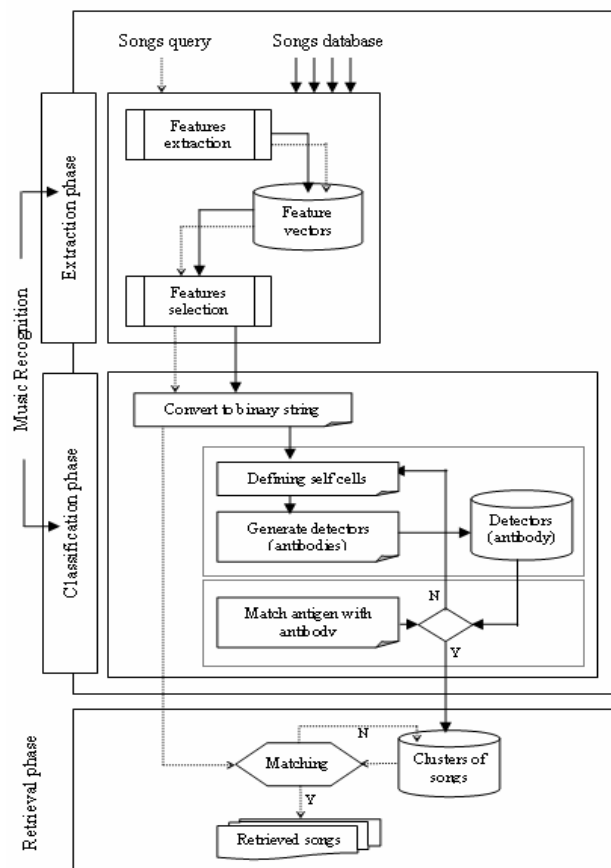 Songs query
Songs database
Music Recognition
Extraction phase
Features
extraction
Feature
vectors
Features
selection
Classification phase
Convert to binary string
Defining self cells
Generate detectors
(antibodies)
Detectors
(antibody)
N
Match antigen with
antibody
Y
Retrieval phase
N
Matching
Clusters of
songs
Y
Retrieved songs